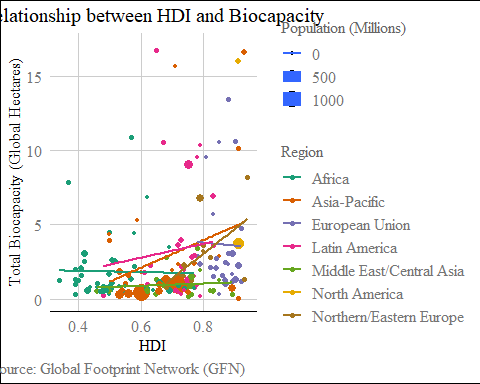 elationship between HDI and Biocapacity
Total Biocapacity (Global Hectares)
15
10
5
0
0.4
0.6
0.8
HDI
ource: Global Footprint Network (GFN)
Population (Millions)
0
500
1000
Region
Africa
Asia-Pacific
European Union
Latin America
Middle East/Central Asia
North America
Northern/Eastern Europe